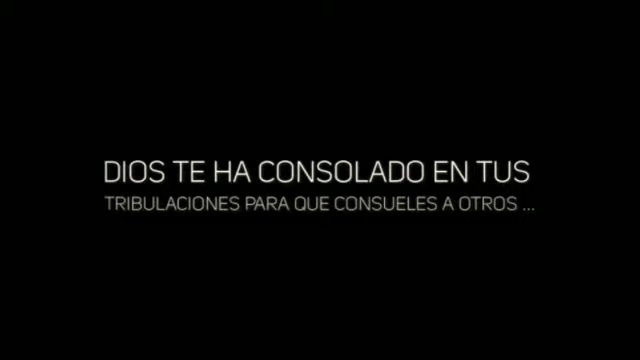 DIOS TE HA CONSOLADO EN TUS
TRIBULACIONES PARA QUE CONSUELES A OTROS ...